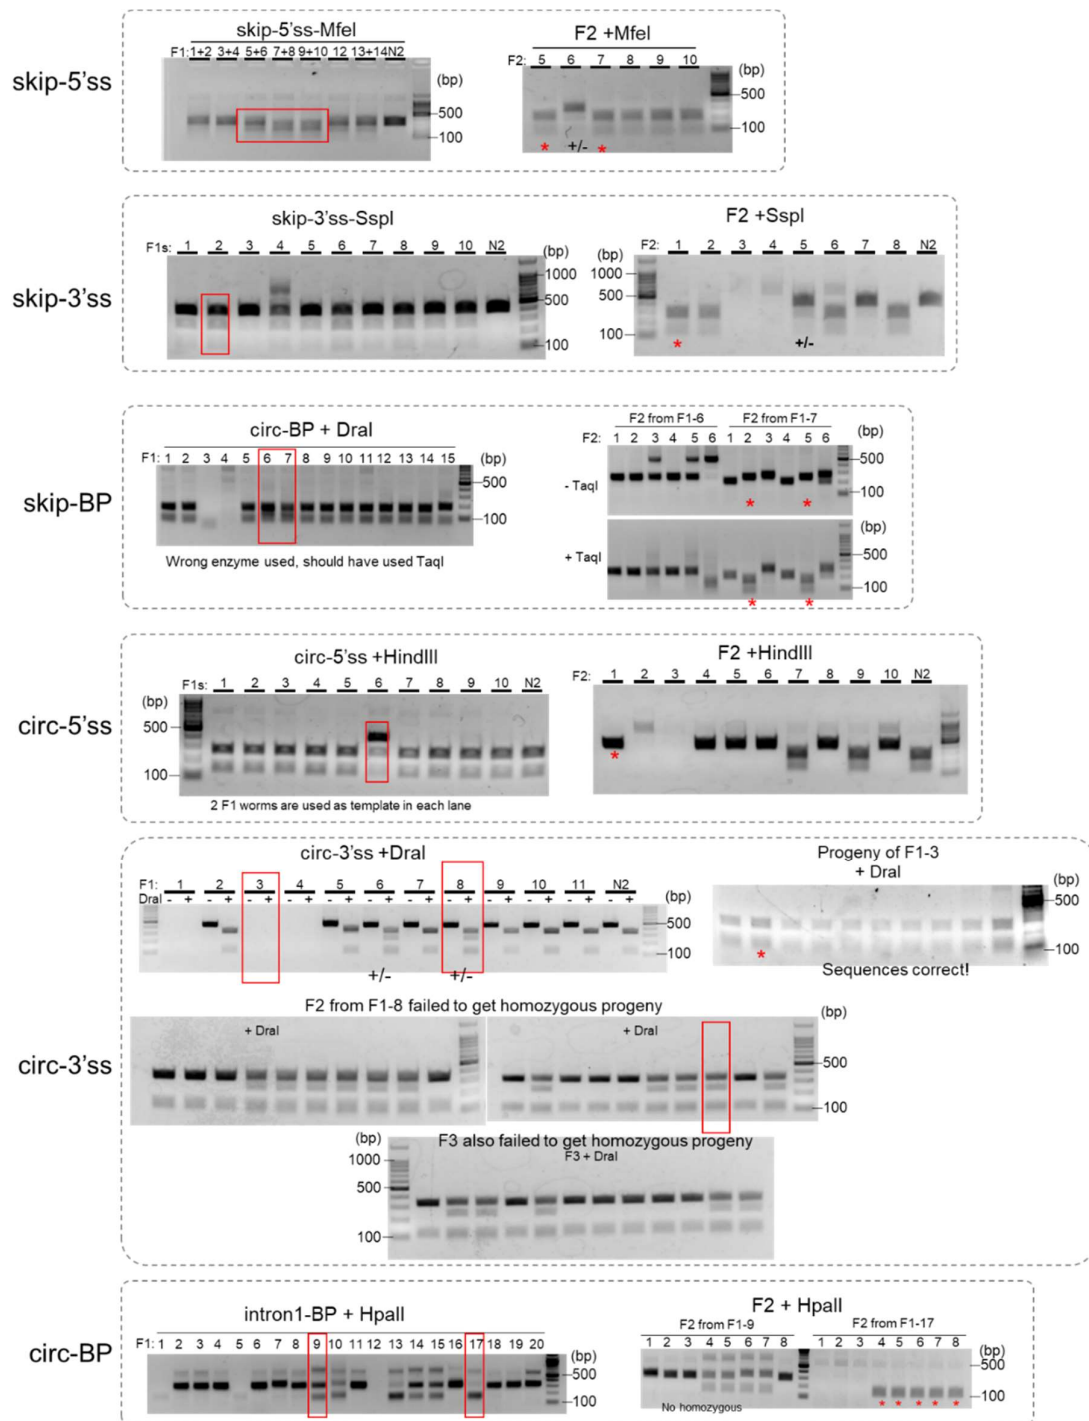 skip-5'ss-MfeI
F1: 1+2 3+4 5+6 7+8 9+10 12 13+14 N2
(bp)
500
100
F2 +MfeI
F2: 5 6 7 8 9 10
(bp)
500
100
* +/- *
skip-5'ss
skip-3'ss-SspI
F1s: 1 2 3 4 5 6 7 8 9 10 N2
(bp)
1000
500
100
F2 +SspI
F2: 1 2 3 4 5 6 7 8 N2
(bp)
1000
500
100
* +/-
skip-3'ss
circ-BP + DraI
F1: 1 2 3 4 5 6 7 8 9 10 11 12 13 14 15
(bp)
500
100
Wrong enzyme used, should have used TaqI
F2 from F1-6 F2 from F1-7
F2: 1 2 3 4 5 6 1 2 3 4 5 6
(bp)
500
100
- TaqI
* *
(bp)
500
100
+ TaqI
* *
skip-BP
circ-5'ss +HindIII
F1s: 1 2 3 4 5 6 7 8 9 10 N2
(bp)
500
100
2 F1 worms are used as template in each lane
F2 +HindIII
F2: 1 2 3 4 5 6 7 8 9 10 N2
*
circ-5'ss
circ-3'ss +DraI
F1: 1 2 3 4 5 6 7 8 9 10 11 N2
DraI - + - + - + - + - + - + - + - + - + - + - + - +
(bp)
500
100
+/- +/-
Progeny of F1-3
+ DraI
(bp)
500
100
*
Sequences correct!
F2 from F1-8 failed to get homozygous progeny
+ DraI
+ DraI
(bp)
500
100
circ-3'ss
F3 also failed to get homozygous progeny
F3 + DraI
(bp)
1000
500
100
intron1-BP + HpaII
F1: 1 2 3 4 5 6 7 8 9 10 11 12 13 14 15 16 17 18 19 20
(bp)
500
100
F2 + HpaII
F2 from F1-9 F2 from F1-17
1 2 3 4 5 6 7 8 1 2 3 4 5 6 7 8
(bp)
500
100
* * * * *
No homozygous
circ-BP